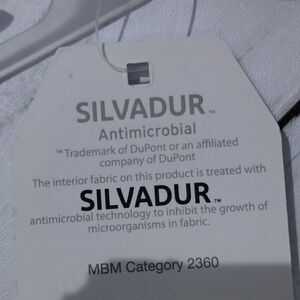 SILVADUR™
Antimicrobial
™ Trademark of DuPont or an affiliated
company of DuPont
The interior fabric on this product is treated with
SILVADUR™
antimicrobial technology to inhibit the growth of
microorganisms in fabric.
MBM Category 2360